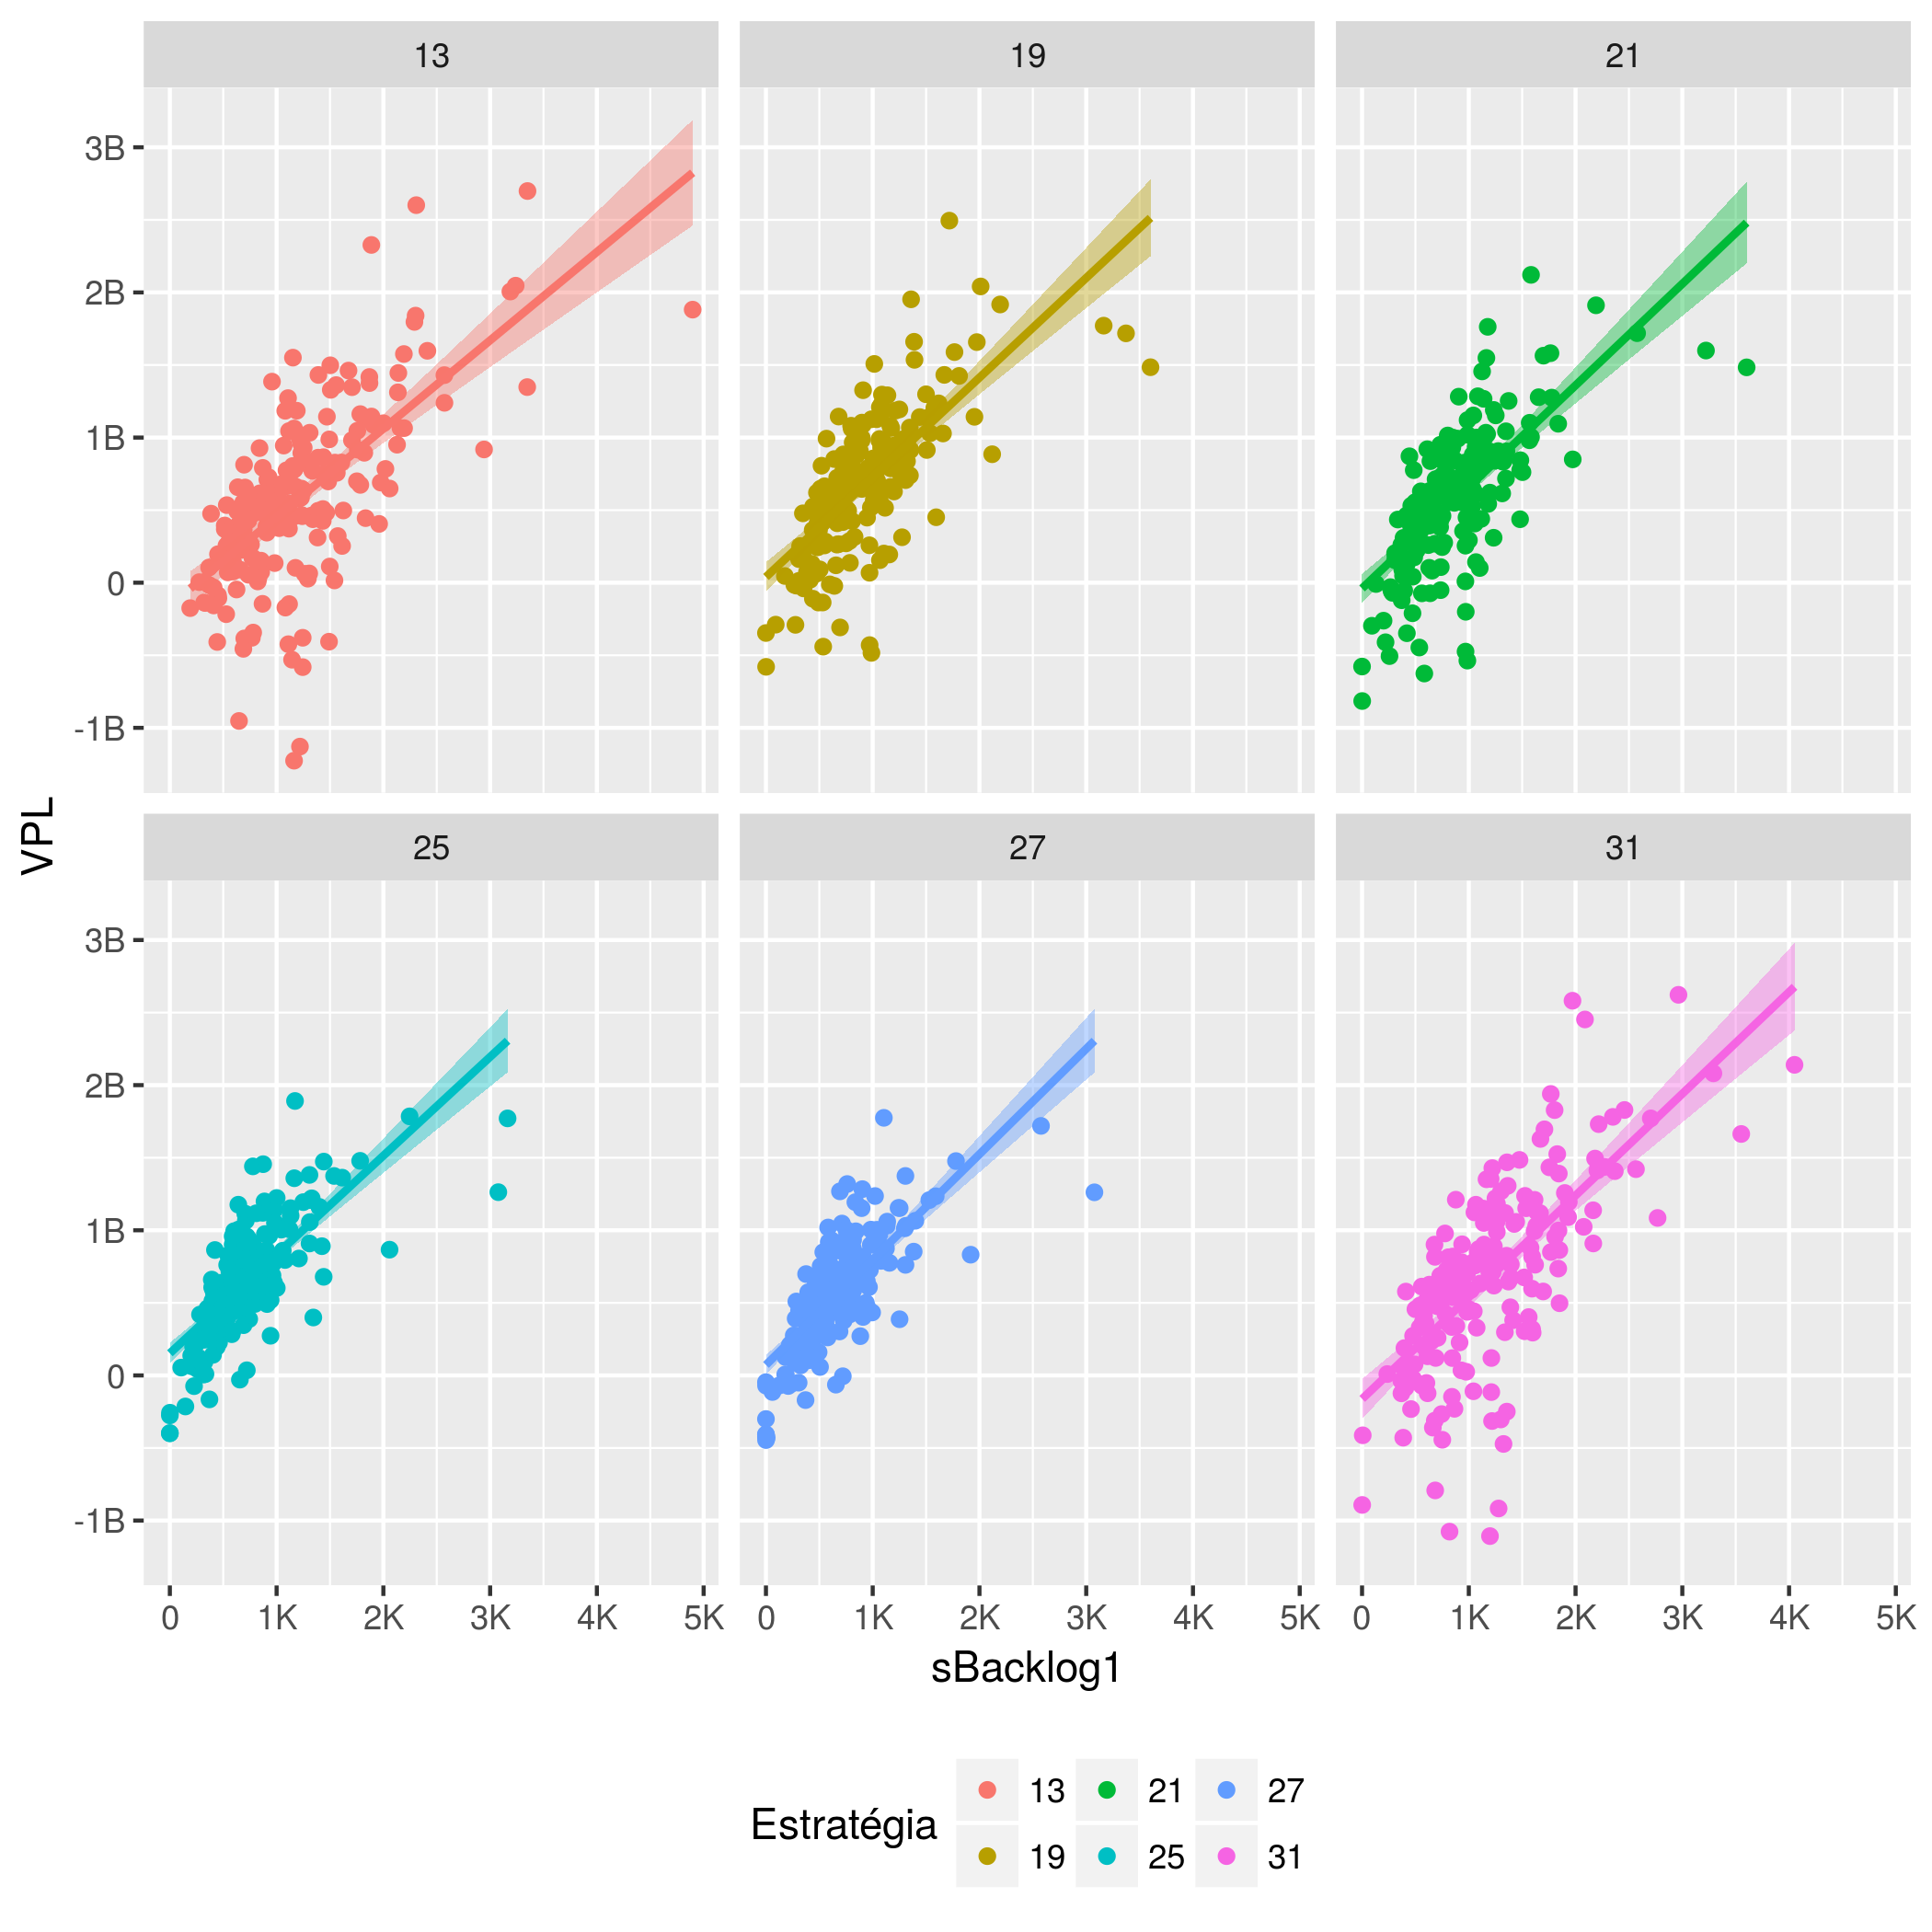 13 19 21
3B
2B
1B
0
-1B
VPL
25 27 31
3B
2B
1B
0
-1B
0 1K 2K 3K 4K 5K 0 1K 2K 3K 4K 5K 0 1K 2K 3K 4K 5K
sBacklog1
Estratégia
13 21 27
19 25 31